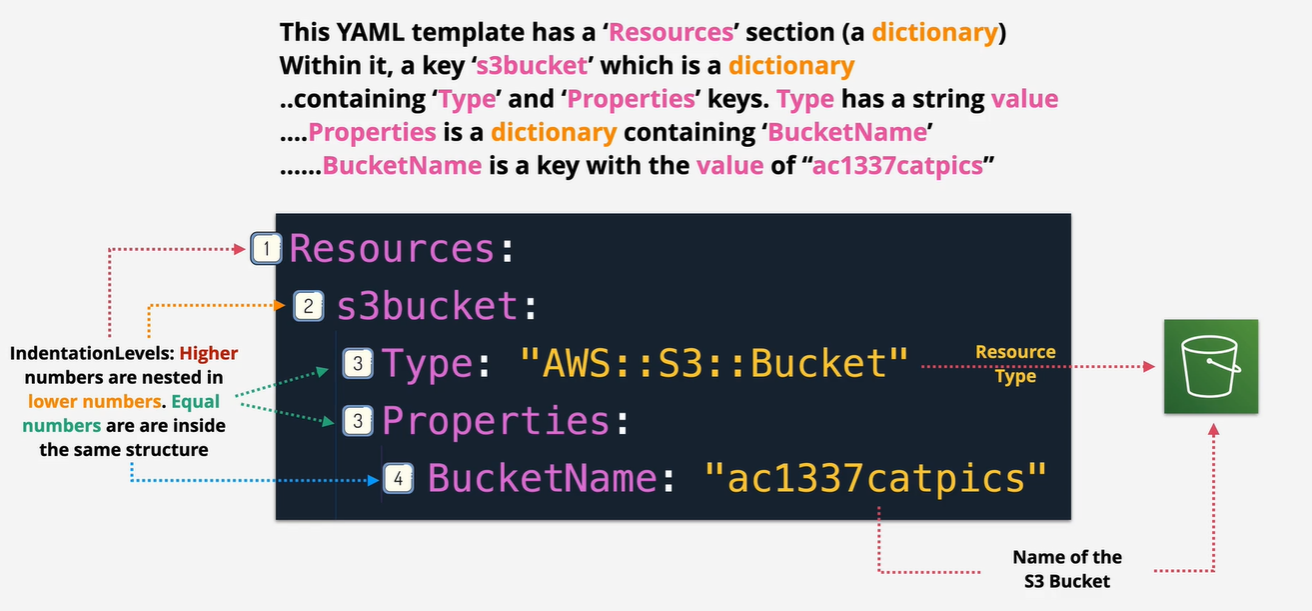 This YAML template has a ‘Resources’ section (a dictionary)
Within it, a key ‘s3bucket’ which is a dictionary
..containing ‘Type’ and ‘Properties’ keys. Type has a string value
....Properties is a dictionary containing ‘BucketName’
......BucketName is a key with the value of “ac1337catpics”
1 Resources:
2 s3bucket:
3 Type: "AWS::S3::Bucket"
3 Properties:
4 BucketName: "ac1337catpics"
IndentationLevels: Higher
numbers are nested in
lower numbers. Equal
numbers are are inside
the same structure
Resource
Type
Name of the
S3 Bucket